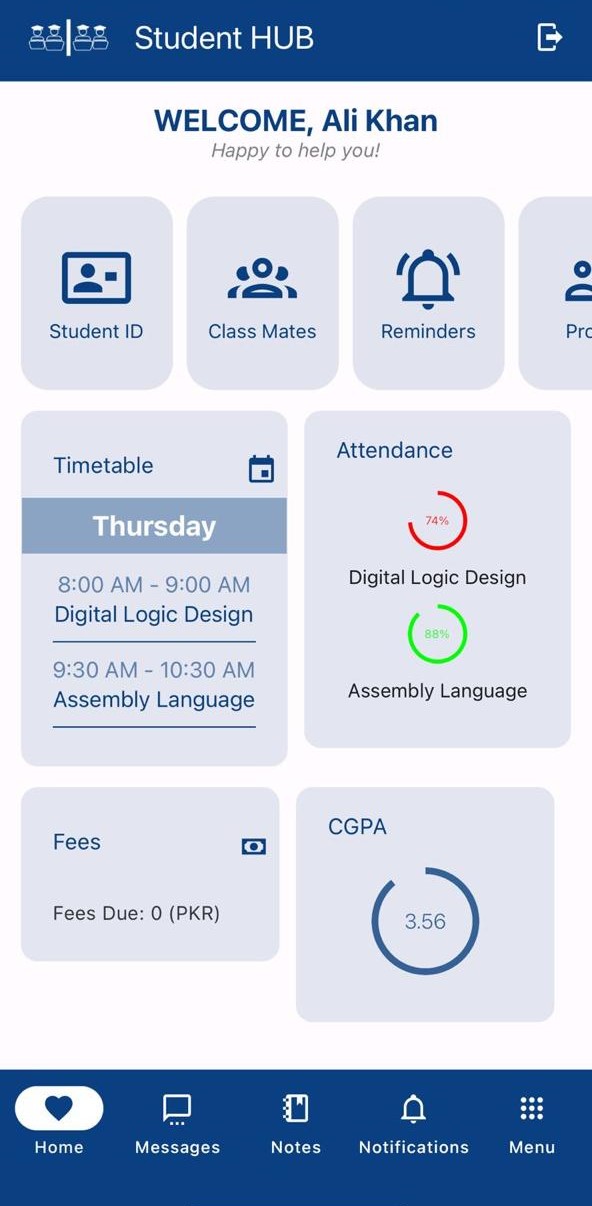 Student HUB
WELCOME, Ali Khan
Happy to help you!
Student ID
Class Mates
Reminders
Pro
Timetable
Thursday
8:00 AM - 9:00 AM
Digital Logic Design
9:30 AM - 10:30 AM
Assembly Language
Attendance
74%
Digital Logic Design
88%
Assembly Language
Fees
Fees Due: 0 (PKR)
CGPA
3.56
Home
Messages
Notes
Notifications
Menu